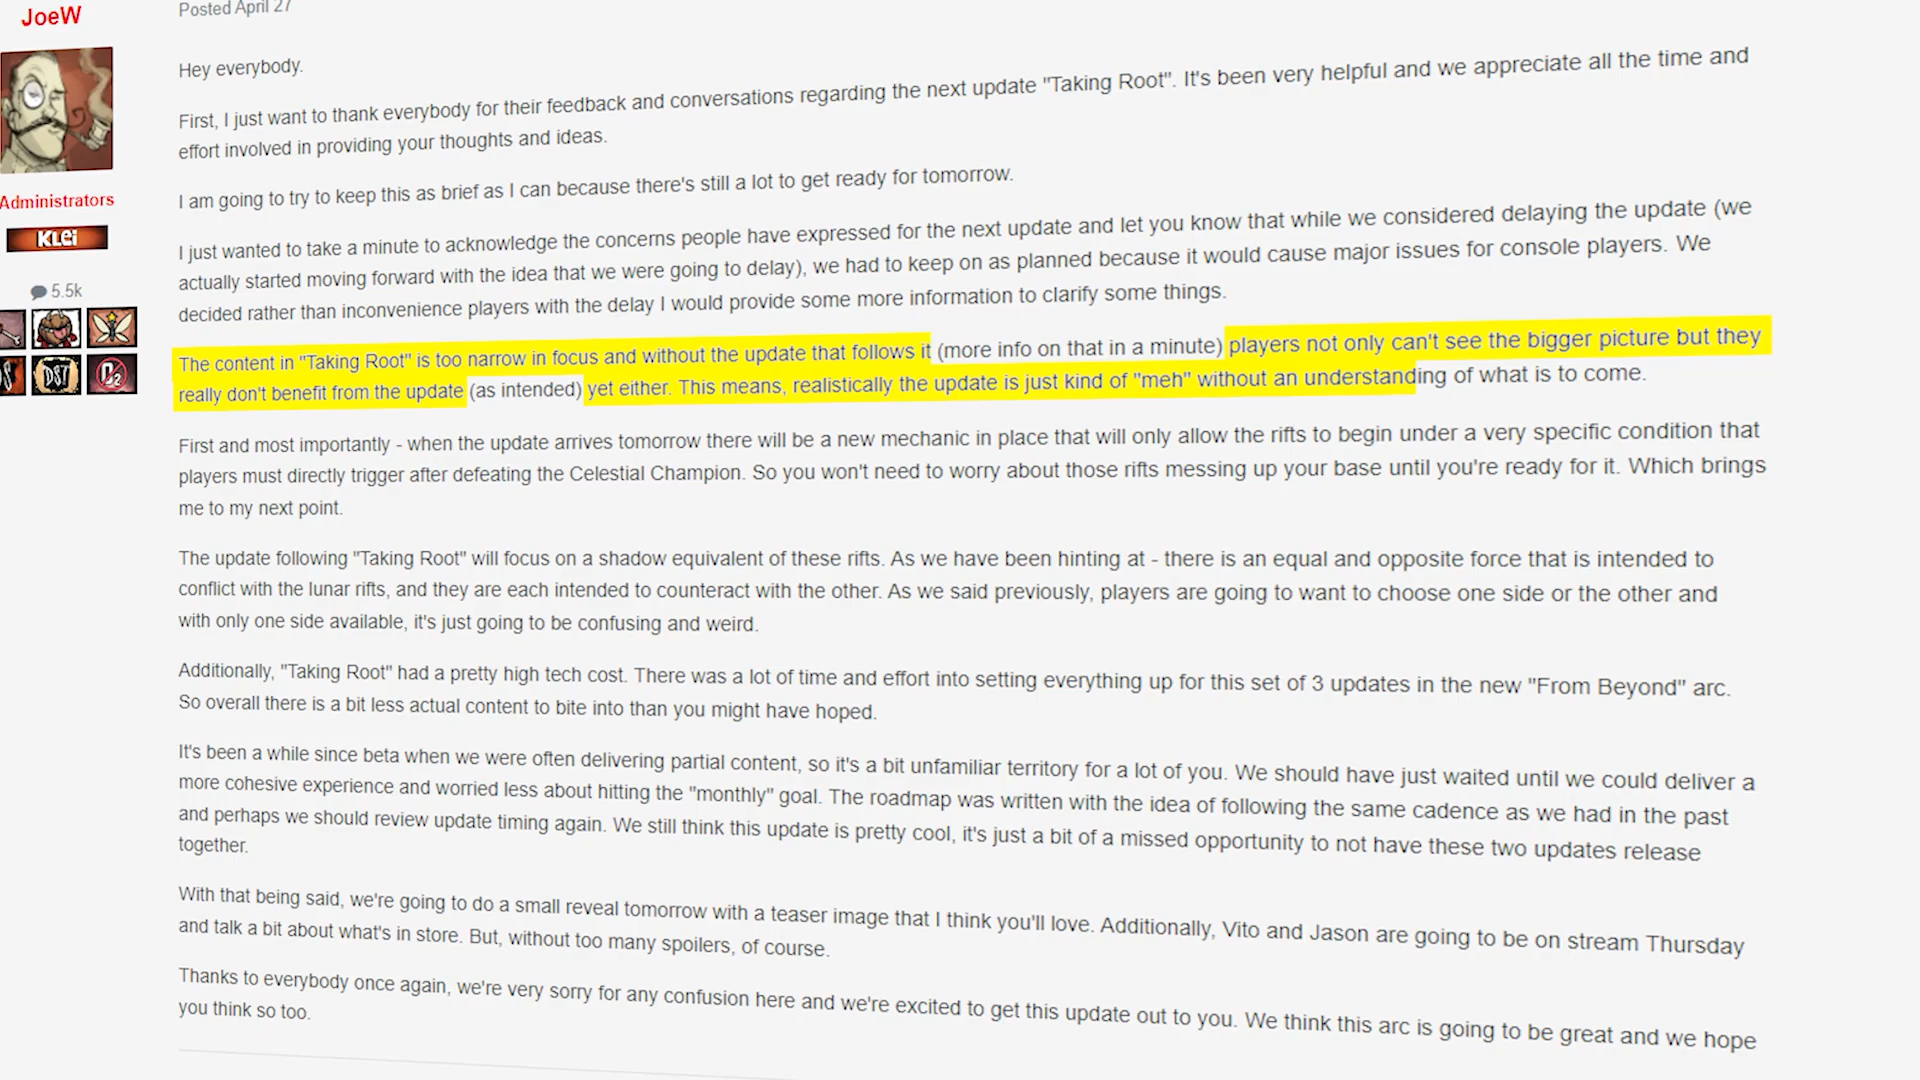 JoeW
Posted April 27
Hey everybody.
First, I just want to thank everybody for their feedback and conversations regarding the next update "Taking Root". It's been very helpful and we appreciate all the time and
effort involved in providing your thoughts and ideas.
I am going to try to keep this as brief as I can because there's still a lot to get ready for tomorrow.
Administrators
KLei
I just wanted to take a minute to acknowledge the concerns people have expressed for the next update and let you know that while we considered delaying the update (we
actually started moving forward with the idea that we were going to delay), we had to keep on as planned because it would cause major issues for console players. We
decided rather than inconvenience players with the delay I would provide some more information to clarify some things.
5.5k
DST
The content in "Taking Root" is too narrow in focus and without the update that follows it (more info on that in a minute) players not only can't see the bigger picture but they
really don't benefit from the update (as intended) yet either. This means, realistically the update is just kind of "meh" without an understanding of what is to come.
First and most importantly - when the update arrives tomorrow there will be a new mechanic in place that will only allow the rifts to begin under a very specific condition that
players must directly trigger after defeating the Celestial Champion. So you won't need to worry about those rifts messing up your base until you're ready for it. Which brings
me to my next point.
The update following "Taking Root" will focus on a shadow equivalent of these rifts. As we have been hinting at - there is an equal and opposite force that is intended to
conflict with the lunar rifts, and they are each intended to counteract with the other. As we said previously, players are going to want to choose one side or the other and
with only one side available, it's just going to be confusing and weird.
Additionally, "Taking Root" had a pretty high tech cost. There was a lot of time and effort into setting everything up for this set of 3 updates in the new "From Beyond" arc.
So overall there is a bit less actual content to bite into than you might have hoped.
It's been a while since beta when we were often delivering partial content, so it's a bit unfamiliar territory for a lot of you. We should have just waited until we could deliver a
more cohesive experience and worried less about hitting the "monthly" goal. The roadmap was written with the idea of following the same cadence as we had in the past
and perhaps we should review update timing again. We still think this update is pretty cool, it's just a bit of a missed opportunity to not have these two updates release
together.
With that being said, we're going to do a small reveal tomorrow with a teaser image that I think you'll love. Additionally, Vito and Jason are going to be on stream Thursday
and talk a bit about what's in store. But, without too many spoilers, of course.
Thanks to everybody once again, we're very sorry for any confusion here and we're excited to get this update out to you. We think this arc is going to be great and we hope
you think so too.